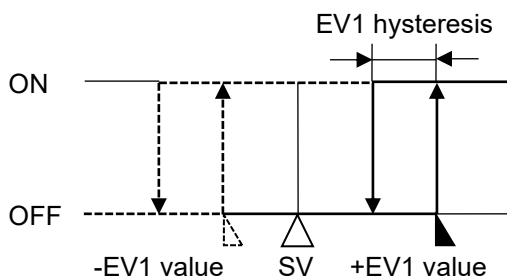 EV1 hysteresis
ON
OFF
-EV1 value SV +EV1 value